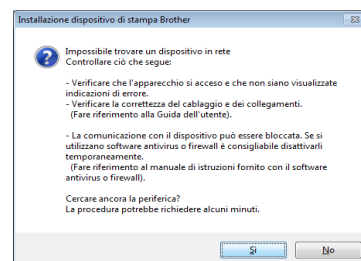 Installazione dispositivo di stampa Brother
Impossibile trovare un dispositivo in rete
Controllare ciò che segue:
- Verificare che l'apparecchio si acceso e che non siano visualizzate
indicazioni di errore.
- Verificare la correttezza del cablaggio e dei collegamenti.
(Fare riferimento alla Guida dell'utente).
- La comunicazione con il dispositivo può essere bloccata. Se si
utilizzano software antivirus o firewall è consigliabile disattivarli
temporaneamente.
(Fare riferimento al manuale di istruzioni fornito con il software
antivirus o firewall).
Cercare ancora la periferica?
La procedura potrebbe richiedere alcuni minuti.
Sì No